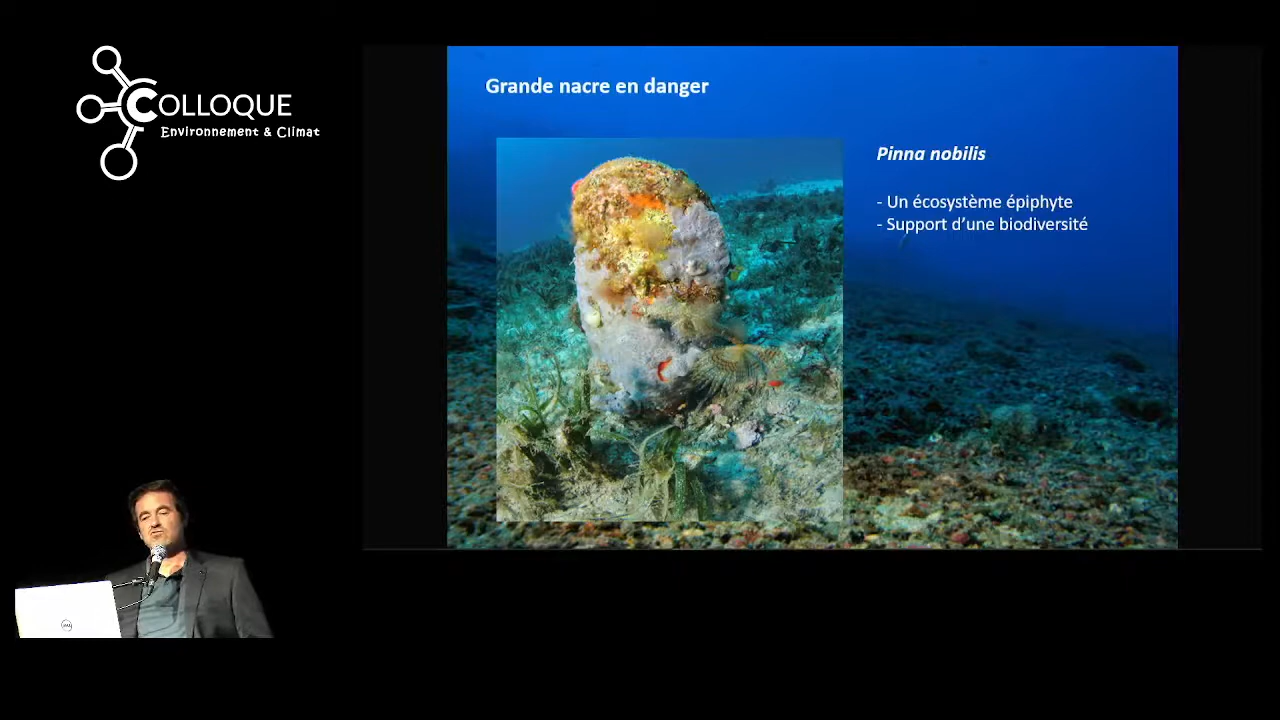 COLLOQUE
Environnement & Climat
Grande nacre en danger
Pinna nobilis
- Un écosystème épiphyte
- Support d’une biodiversité